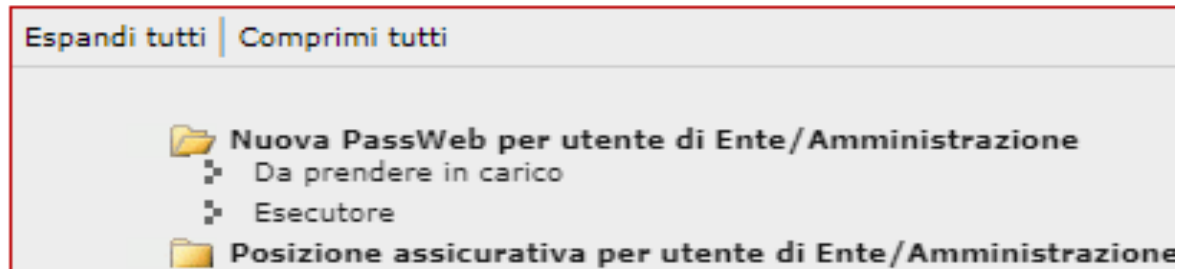 Espandi tutti Comprimi tutti
Nuova PassWeb per utente di Ente/Amministrazione
Da prendere in carico
Esecutore
Posizione assicurativa per utente di Ente/Amministrazione